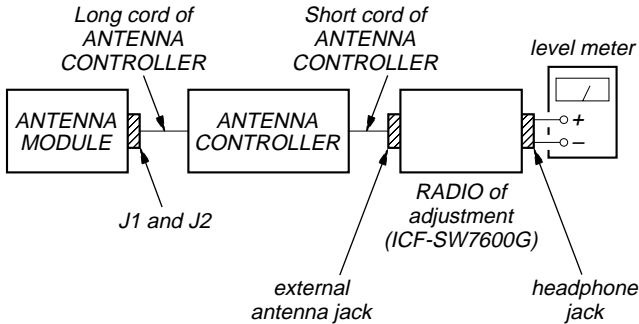 Long cord of
ANTENNA
CONTROLLER
Short cord of
ANTENNA
CONTROLLER
level meter
ANTENNA
MODULE
ANTENNA
CONTROLLER
+
–
J1 and J2
RADIO of
adjustment
(ICF-SW7600G)
external
antenna jack
headphone
jack